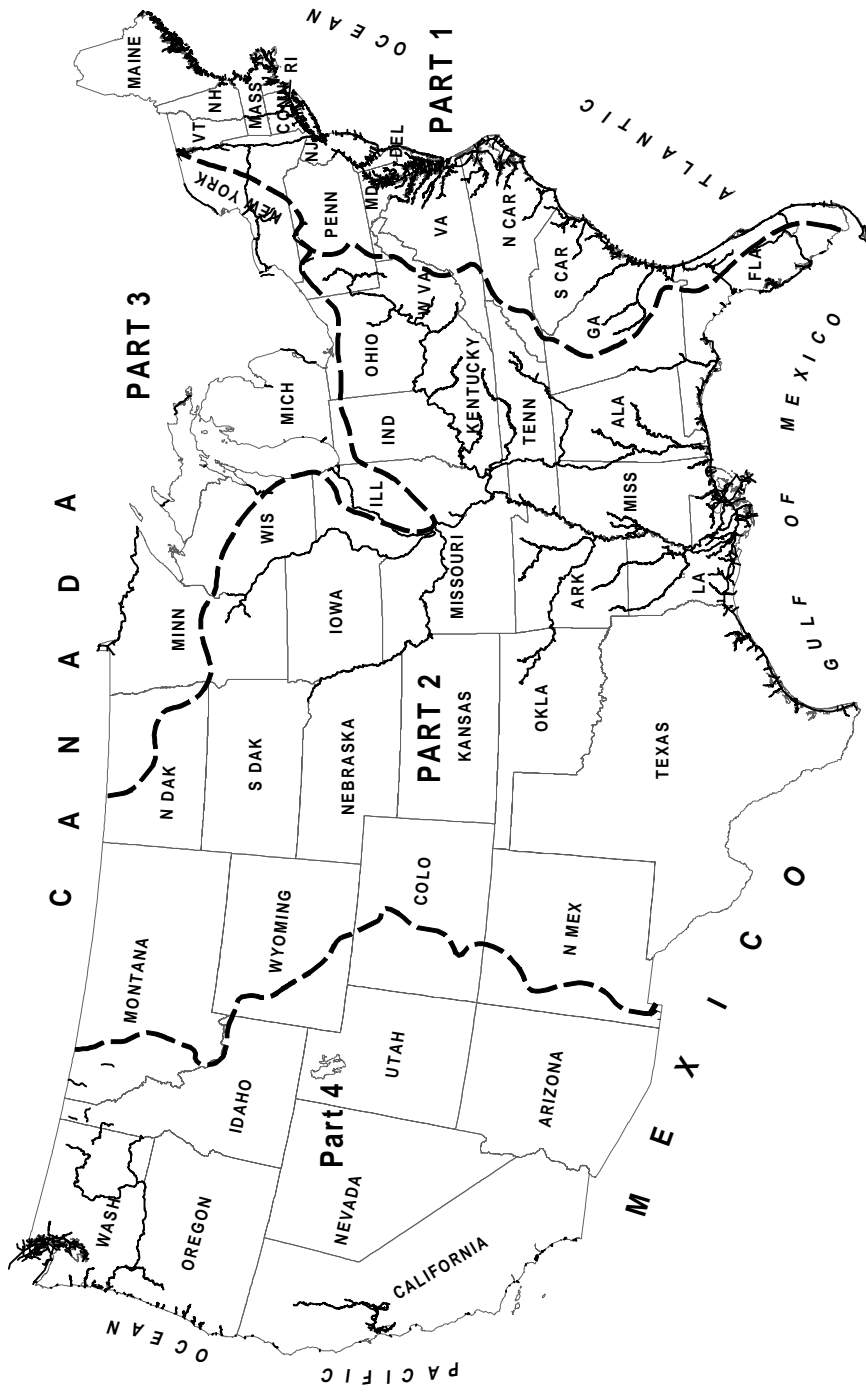 CANADA
PART 3
Part 4
PART 2
PART 1
PACIFIC
OCEAN
ATLANTIC
OCEAN
GULF OF MEXICO
MEXICO
WASH
OREGON
CALIFORNIA
NEVADA
IDAHO
MONTANA
WYOMING
UTAH
COLO
ARIZONA
N MEX
N DAK
S DAK
NEBRASKA
KANSAS
OKLA
TEXAS
MINN
IOWA
MISSOURI
ARK
LA
WIS
ILL
MICH
IND
OHIO
KENTUCKY
TENN
MISS
ALA
GA
FLA
S CAR
N CAR
VA
W VA
MD
DEL
PENN
NJ
NEW YORK
VT
NH
MAINE
MASS
CONN
RI